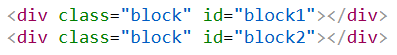 <div class="block" id="block1"></div>
<div class="block" id="block2"></div>